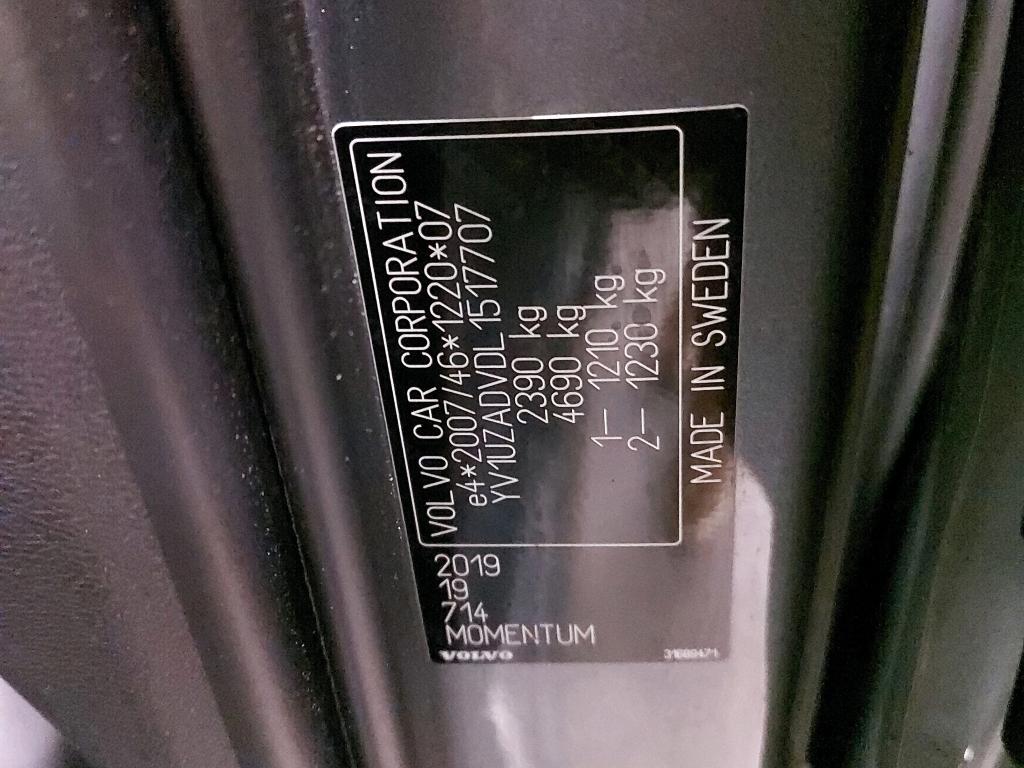 VOLVO CAR CORPORATION
e4*2007/46*1220*07
YV1UZADVDL1517707
2390 kg
4690 kg
1– 1210 kg
2– 1230 kg
MADE IN SWEDEN
2019
19
714
MOMENTUM
VOLVO